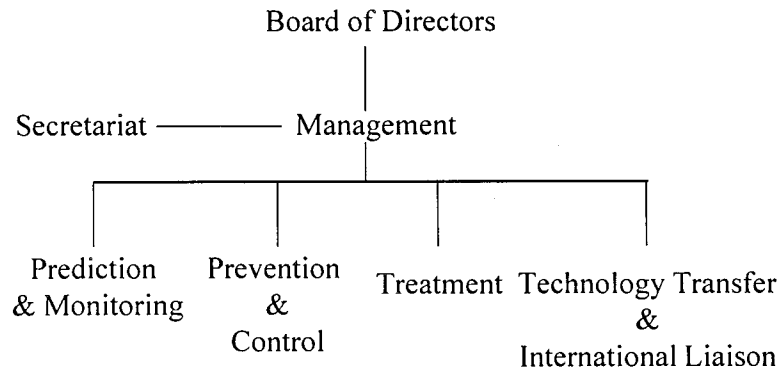 Board of Directors
Secretariat
Management
Prediction
& Monitoring
Prevention
&
Control
Treatment
Technology Transfer
&
International Liaison